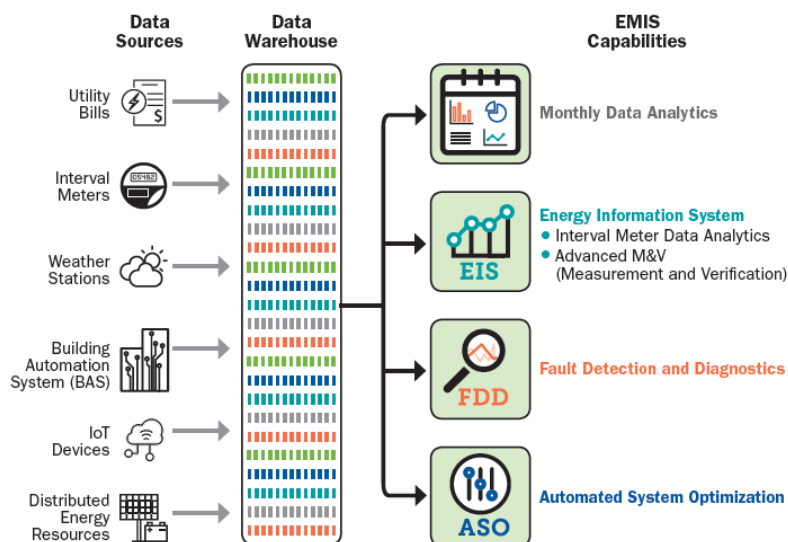 Data
Sources
Data
Warehouse
EMIS
Capabilities
Utility
Bills
$
Interval
Meters
05482
Weather
Stations
Building
Automation
System (BAS)
IoT
Devices
Distributed
Energy
Resources
Monthly Data Analytics
EIS
Energy Information System
• Interval Meter Data Analytics
• Advanced M&V
(Measurement and Verification)
FDD
Fault Detection and Diagnostics
ASO
Automated System Optimization